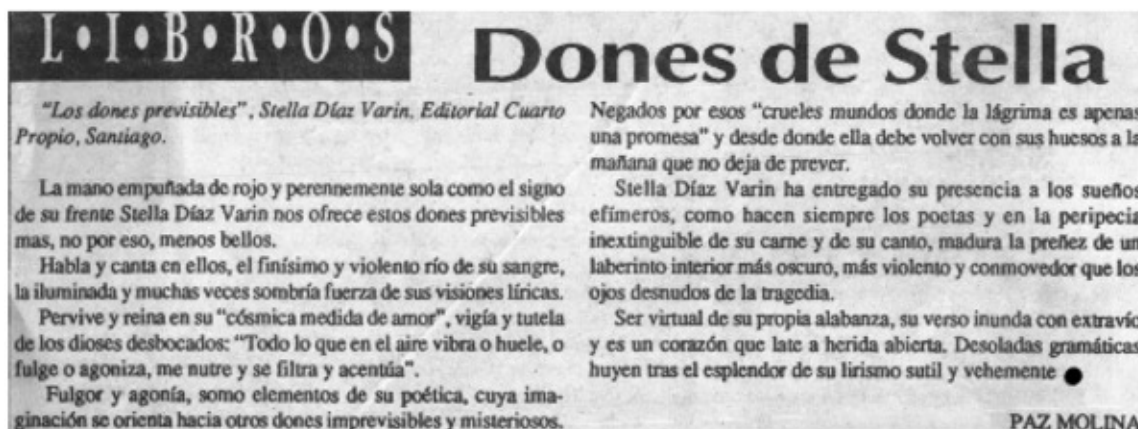 L•I•B•R•O•S
Dones de Stella
"Los dones previsibles", Stella Díaz Varin. Editorial Cuarto
Propio, Santiago.
La mano empuñada de rojo y perennemente sola como el signo
de su frente Stella Díaz Varin nos ofrece estos dones previsibles
mas, no por eso, menos bellos.
Habla y canta en ellos, el finísimo y violento río de su sangre,
la iluminada y muchas veces sombría fuerza de sus visiones líricas.
Pervive y reina en su "cósmica medida de amor", vigía y tutela
de los dioses desbocados: "Todo lo que en el aire vibra o huele, o
fulge o agoniza, me nutre y se filtra y acentúa".
Fulgor y agonía, somo elementos de su poética, cuya ima-
ginación se orienta hacia otros dones imprevisibles y misteriosos.
Negados por esos "crueles mundos donde la lágrima es apenas
una promesa" y desde donde ella debe volver con sus huesos a la
mañana que no deja de prever.
Stella Díaz Varin ha entregado su presencia a los sueños
efímeros, como hacen siempre los poetas y en la peripecia
inextinguible de su carne y de su canto, madura la preñez de un
laberinto interior más oscuro, más violento y conmovedor que los
ojos desnudos de la tragedia.
Ser virtual de su propia alabanza, su verso inunda con extravío
y es un corazón que late a herida abierta. Desoladas gramáticas
huyen tras el esplendor de su lirismo sutil y vehemente ●
PAZ MOLINA